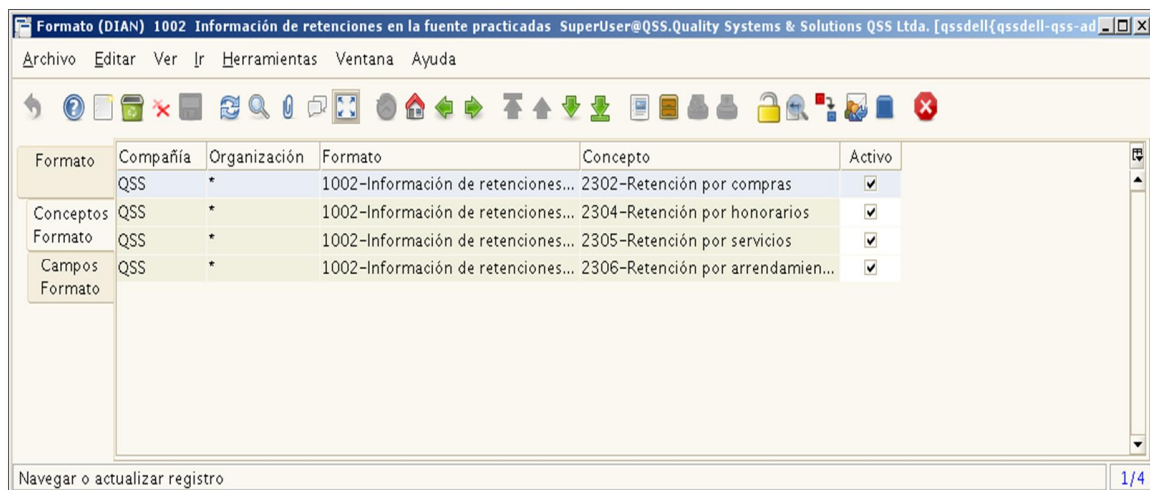 Formato (DIAN) 1002 Información de retenciones en la fuente practicadas SuperUser@QSS.Quality Systems & Solutions QSS Ltda. [qssdell{qssdell-qss-ad
Archivo Editar Ver Ir Herramientas Ventana Ayuda
Formato
Conceptos Formato
Campos Formato
Compañía Organización Formato Concepto Activo
QSS * 1002-Información de retenciones... 2302-Retención por compras
QSS * 1002-Información de retenciones... 2304-Retención por honorarios
QSS * 1002-Información de retenciones... 2305-Retención por servicios
QSS * 1002-Información de retenciones... 2306-Retención por arrendamien...
Navegar o actualizar registro 1/4